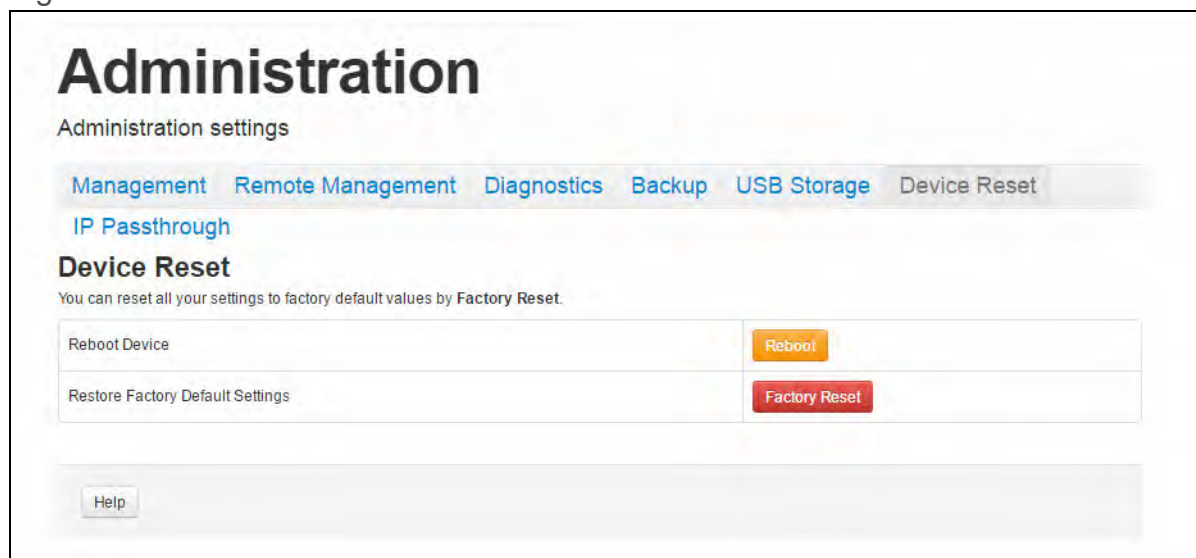 Administration
Administration settings
Management Remote Management Diagnostics Backup USB Storage Device Reset
IP Passthrough
Device Reset
You can reset all your settings to factory default values by Factory Reset.
Reboot Device Reboot
Restore Factory Default Settings Factory Reset
Help